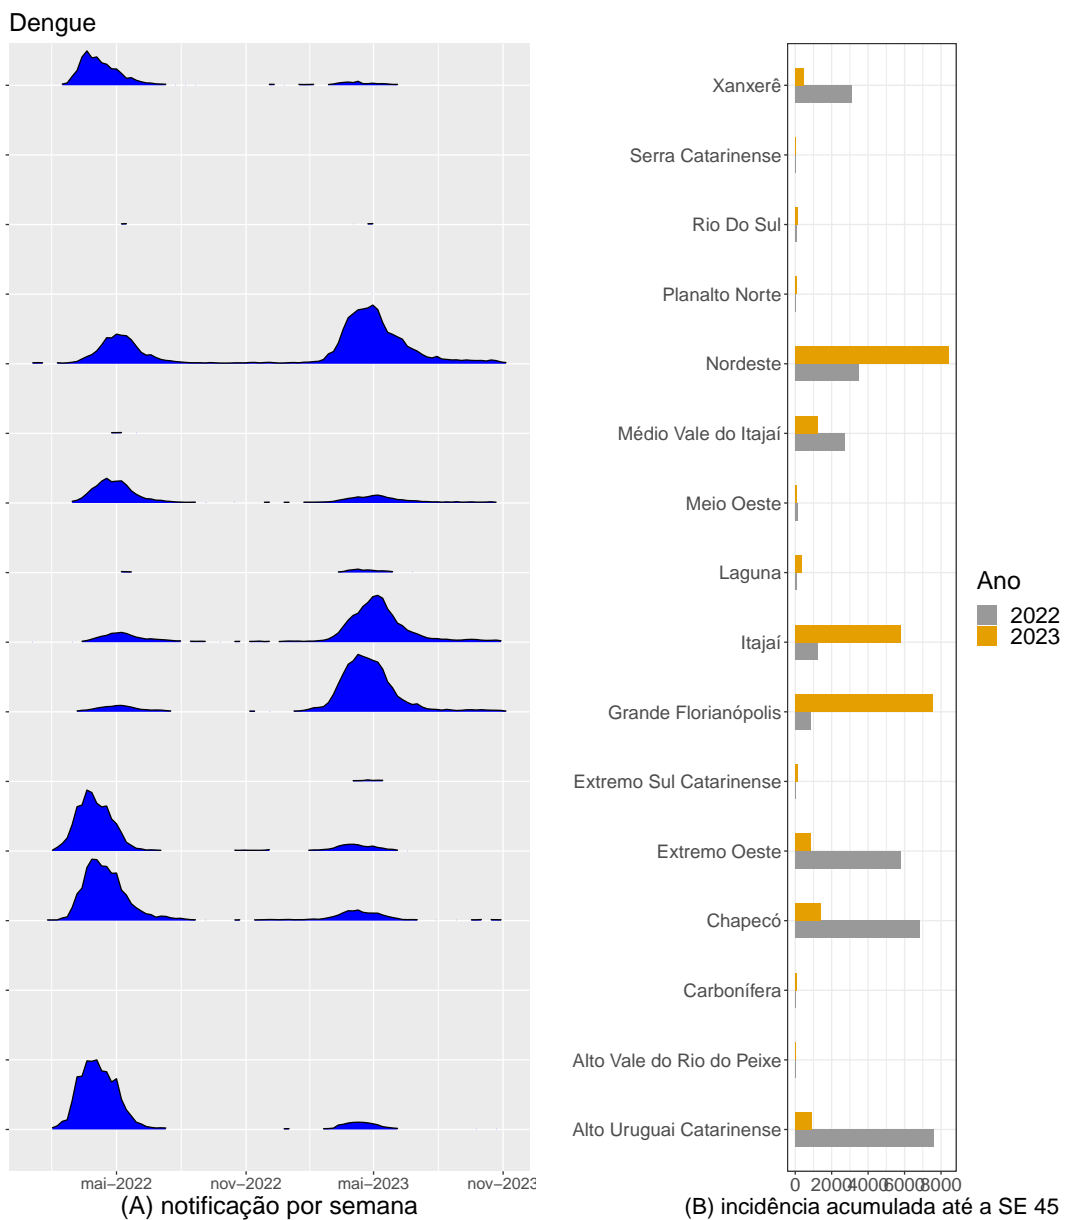 Dengue
Xanxerê
Serra Catarinense
Rio Do Sul
Planalto Norte
Nordeste
Médio Vale do Itajaí
Meio Oeste
Laguna
Itajaí
Grande Florianópolis
Extremo Sul Catarinense
Extremo Oeste
Chapecó
Carbonífera
Alto Vale do Rio do Peixe
Alto Uruguai Catarinense
Ano
2022
2023
mai–2022 nov–2022 mai–2023 nov–2023
0 2000 4000 6000 8000
(A) notificação por semana
(B) incidência acumulada até a SE 45